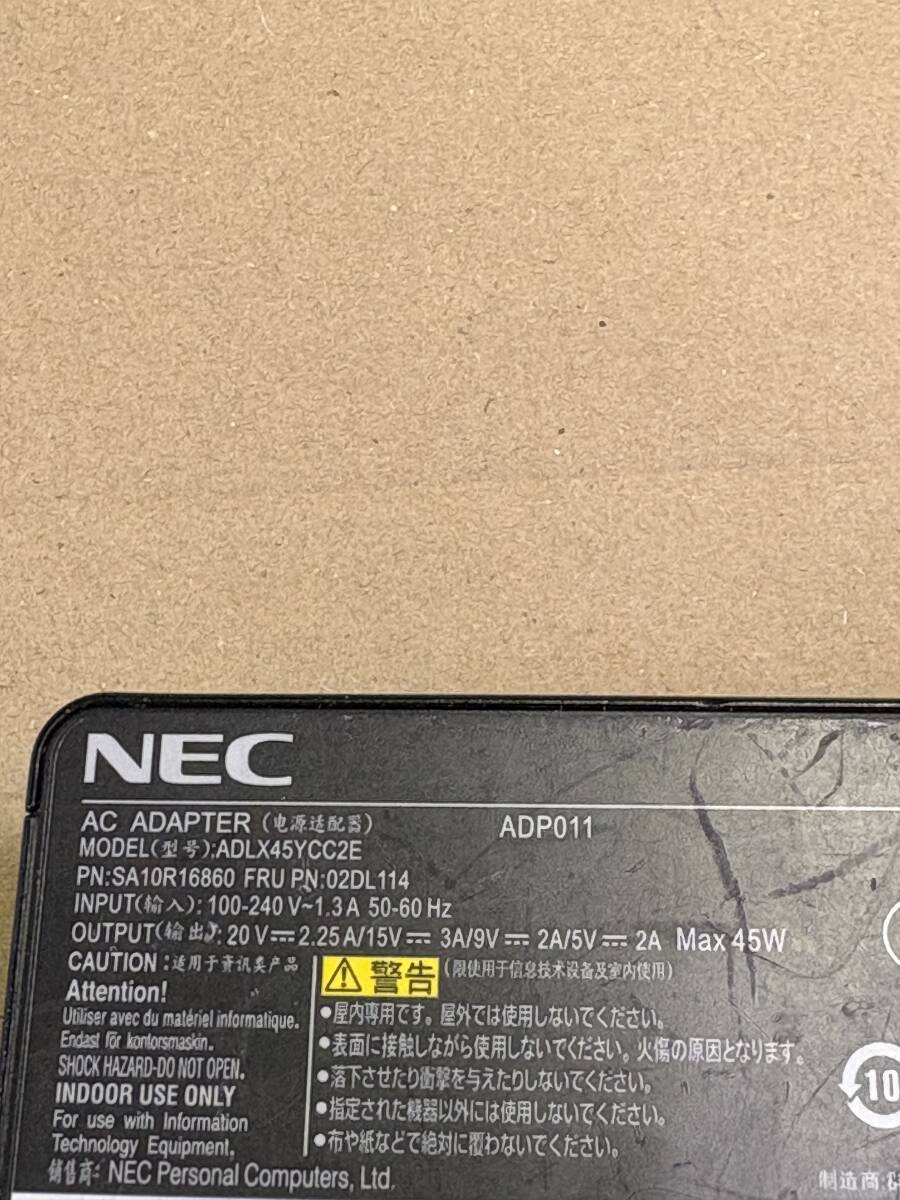 NEC
AC ADAPTER (电源适配器) ADP011
MODEL(型号):ADLX45YCC2E
PN:SA10R16860 FRU PN:02DL114
INPUT(输入): 100-240 V~1.3 A 50-60 Hz
OUTPUT(输出): 20 V⎓2.25 A/15V⎓ 3A/9V⎓ 2A/5V⎓ 2A Max 45W
CAUTION :适用于资讯类产品
Attention!
Utiliser avec du matériel informatique.
Endast för kontorsmaskin.
SHOCK HAZARD-DO NOT OPEN.
INDOOR USE ONLY
For use with Information
Technology Equipment.
销售商: NEC Personal Computers, Ltd.
警告 (限使用于信息技术设备及室内使用)
●屋内専用です。屋外では使用しないでください。
●表面に接触しながら使用しないでください。火傷の原因となります。
●落下させたり衝撃を与えたりしないでください。
●指定された機器以外には使用しないでください。
●布や紙などで絶対に覆わないでください。
10
制造商: